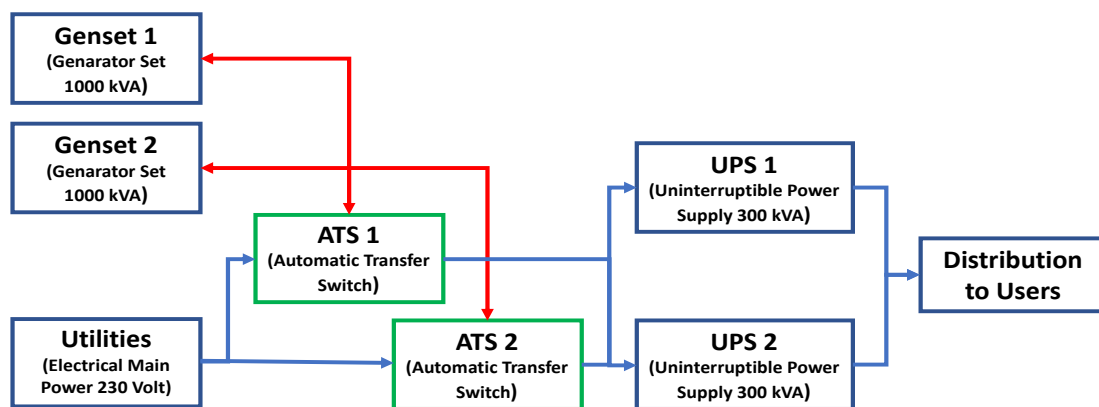 Genset 1
(Genarator Set
1000 kVA)
Genset 2
(Genarator Set
1000 kVA)
ATS 1
(Automatic Transfer
Switch)
Utilities
(Electrical Main
Power 230 Volt)
ATS 2
(Automatic Transfer
Switch)
UPS 1
(Uninterruptible Power
Supply 300 kVA)
UPS 2
(Uninterruptible Power
Supply 300 kVA)
Distribution
to Users